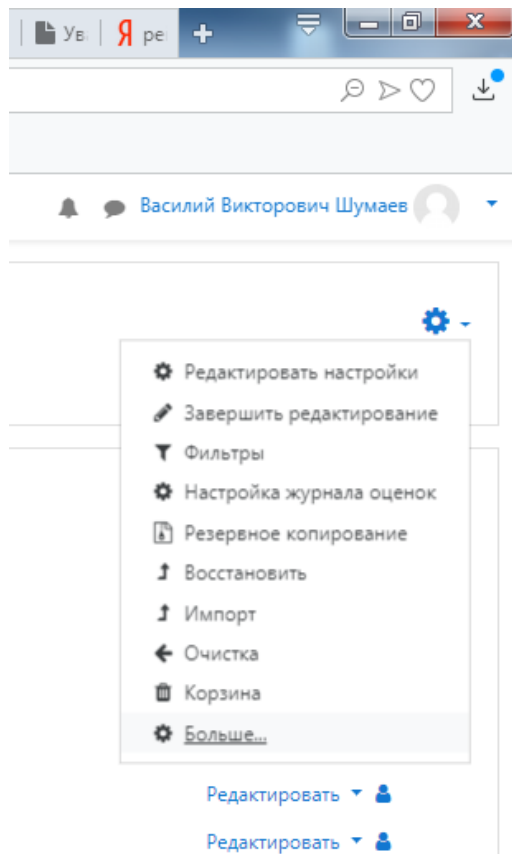 Ув Я ре
Василий Викторович Шумаев
Редактировать настройки
Завершить редактирование
Фильтры
Настройка журнала оценок
Резервное копирование
Восстановить
Импорт
Очистка
Корзина
Больше...
Редактировать
Редактировать